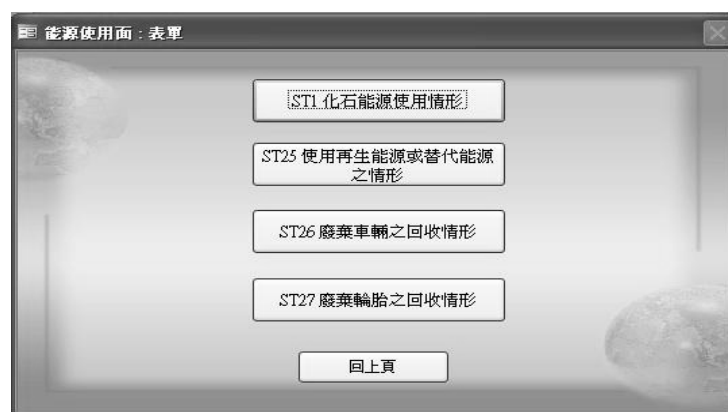 能源使用面：表單
ST1 化石能源使用情形
ST25 使用再生能源或替代能源
之情形
ST26 廢棄車輛之回收情形
ST27 廢棄輪胎之回收情形
回上頁